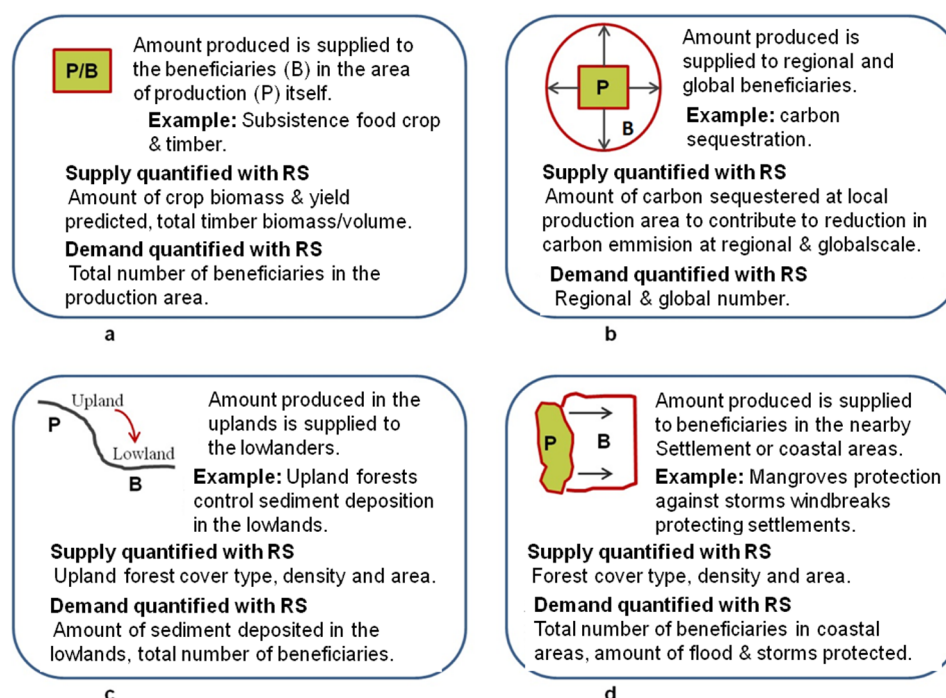 P/B
Amount produced is supplied to
the beneficiaries (B) in the area
of production (P) itself.
Example: Subsistence food crop
& timber.
Supply quantified with RS
Amount of crop biomass & yield
predicted, total timber biomass/volume.
Demand quantified with RS
Total number of beneficiaries in the
production area.
a
P
B
Amount produced is
supplied to regional and
global beneficiaries.
Example: carbon
sequestration.
Supply quantified with RS
Amount of carbon sequestered at local
production area to contribute to reduction in
carbon emmision at regional & globalscale.
Demand quantified with RS
Regional & global number.
b
Upland
P
Lowland
B
Amount produced in the
uplands is supplied to
the lowlanders.
Example: Upland forests
control sediment deposition
in the lowlands.
Supply quantified with RS
Upland forest cover type, density and area.
Demand quantified with RS
Amount of sediment deposited in the
lowlands, total number of beneficiaries.
c
P
B
Amount produced is supplied
to beneficiaries in the nearby
Settlement or coastal areas.
Example: Mangroves protection
against storms windbreaks
protecting settlements.
Supply quantified with RS
Forest cover type, density and area.
Demand quantified with RS
Total number of beneficiaries in coastal
areas, amount of flood & storms protected.
d